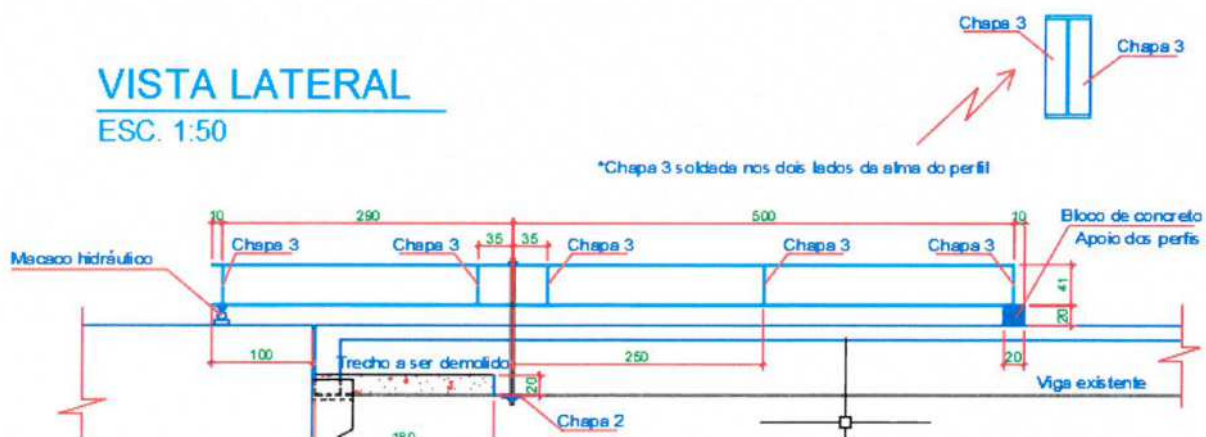 Chapa 3
Chapa 3
VISTA LATERAL
ESC. 1:50
*Chapa 3 soldada nos dois lados da alma do perfil
10
290
500
10
Bloco de concreto
Apoio dos perfis
Macaco hidráulico
Chapa 3
Chapa 3
35
35
Chapa 3
Chapa 3
Chapa 3
41
20
100
Trecho a ser demolido
20
250
20
Viga existente
Chapa 2
180